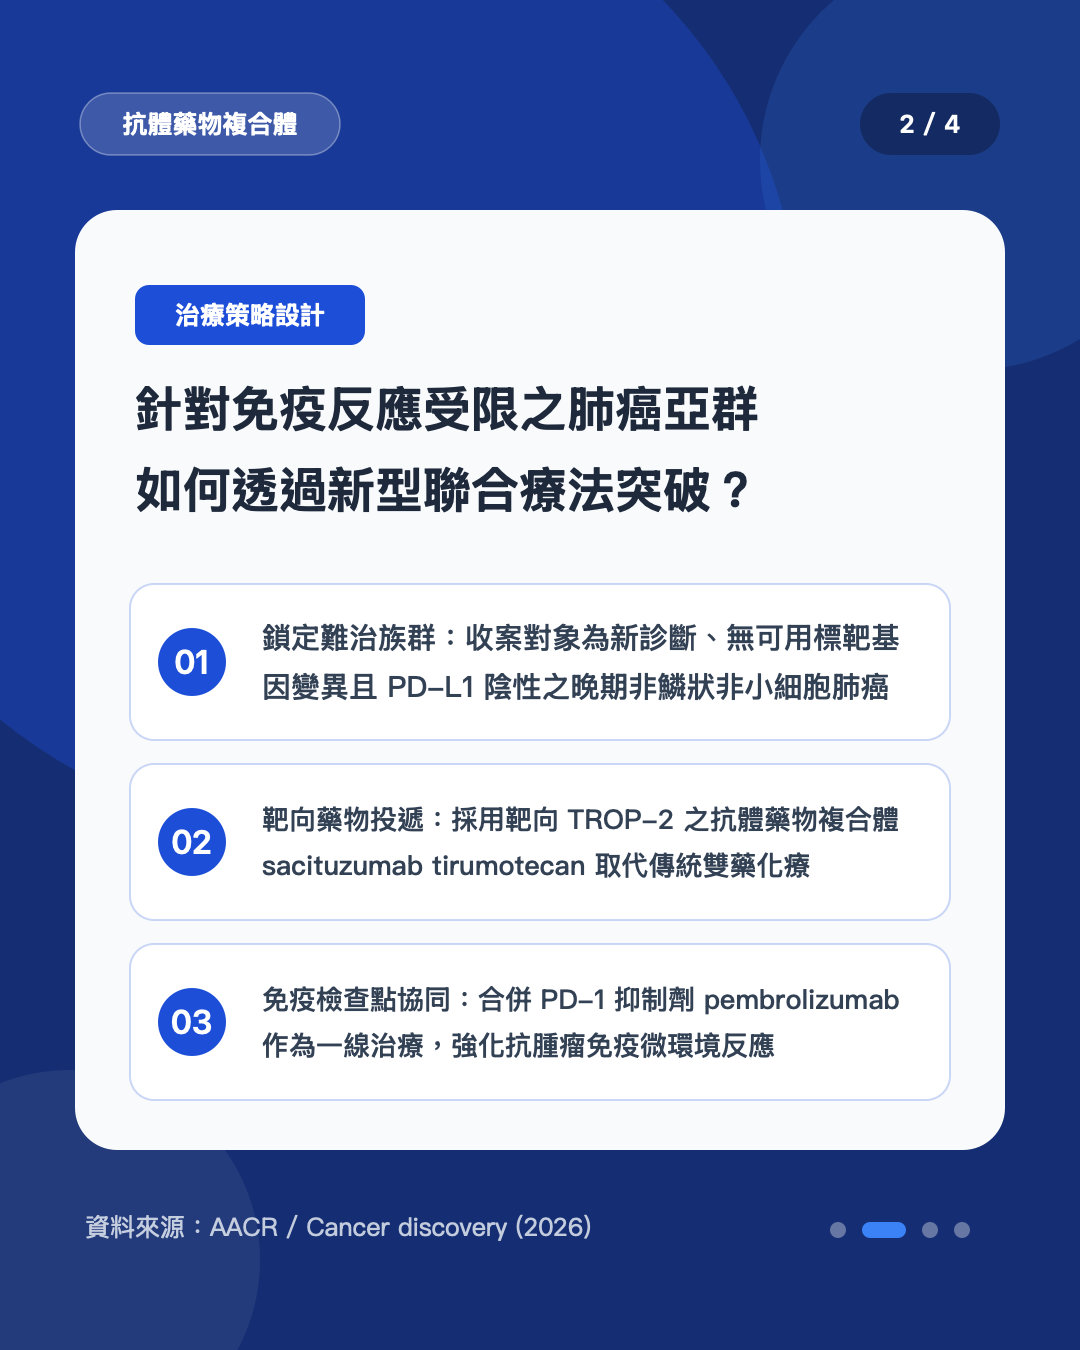 抗體藥物複合體
2 / 4
治療策略設計
針對免疫反應受限之肺癌亞群
如何透過新型聯合療法突破？
01
鎖定難治族群：收案對象為新診斷、無可用標靶基
因變異且 PD-L1 陰性之晚期非鱗狀非小細胞肺癌
02
靶向藥物投遞：採用靶向 TROP-2 之抗體藥物複合體
sacituzumab tirumotecan 取代傳統雙藥化療
03
免疫檢查點協同：合併 PD-1 抑制劑 pembrolizumab
作為一線治療，強化抗腫瘤免疫微環境反應
資料來源：AACR / Cancer discovery (2026)